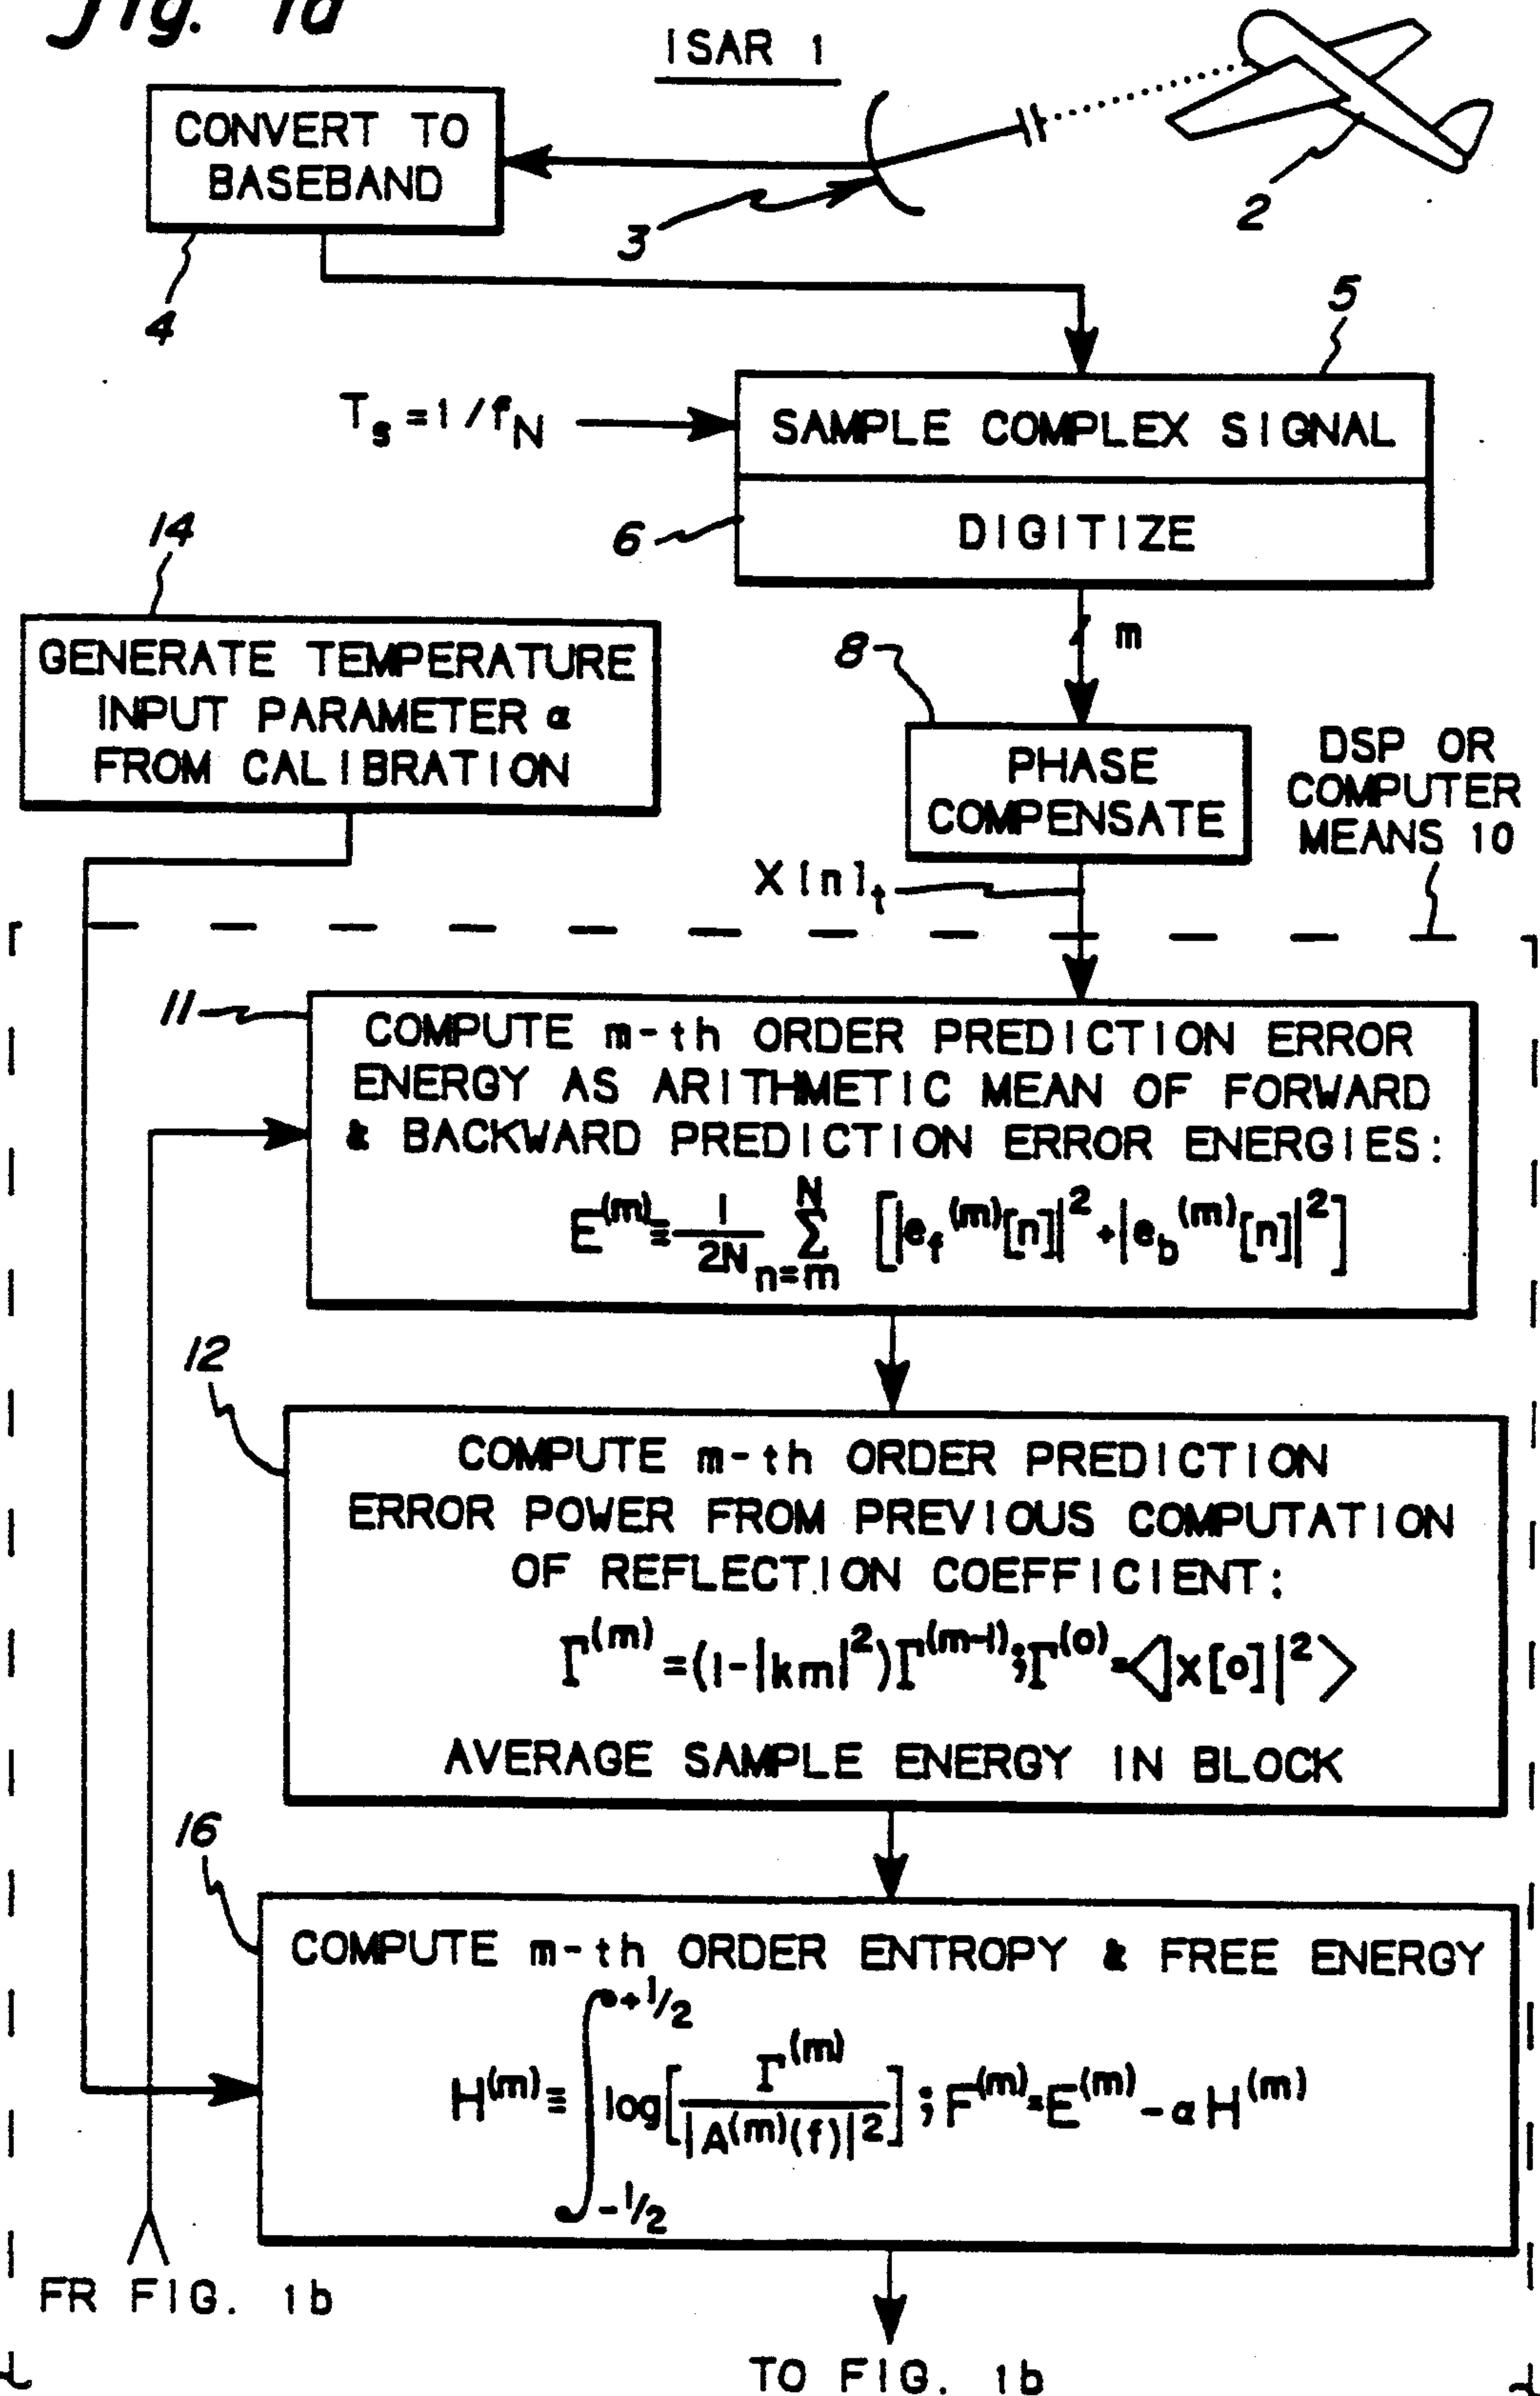 Fig. 1a
ISAR 1
CONVERT TO
BASEBAND
2
3
4
5
T_s = 1 / f_N
SAMPLE COMPLEX SIGNAL
6
DIGITIZE
14
m
GENERATE TEMPERATURE
INPUT PARAMETER α
FROM CALIBRATION
8
PHASE
COMPENSATE
DSP OR
COMPUTER
MEANS 10
X[n]_t
11
COMPUTE m-th ORDER PREDICTION ERROR
ENERGY AS ARITHMETIC MEAN OF FORWARD
& BACKWARD PREDICTION ERROR ENERGIES:
E^(m) ≡ 1/2N Σ_{n=m}^{N} [|e_f^(m)[n]|^2 + |e_b^(m)[n]|^2]
12
COMPUTE m-th ORDER PREDICTION
ERROR POWER FROM PREVIOUS COMPUTATION
OF REFLECTION COEFFICIENT:
Γ^(m) = (1-|km|^2)Γ^(m-1); Γ^(0) = <|x[0]|^2>
AVERAGE SAMPLE ENERGY IN BLOCK
16
COMPUTE m-th ORDER ENTROPY & FREE ENERGY
H^(m) ≡ ∫_{-1/2}^{+1/2} log[Γ^(m) / |A^(m)(f)|^2]; F^(m) = E^(m) - α H^(m)
FR FIG. 1b
TO FIG. 1b